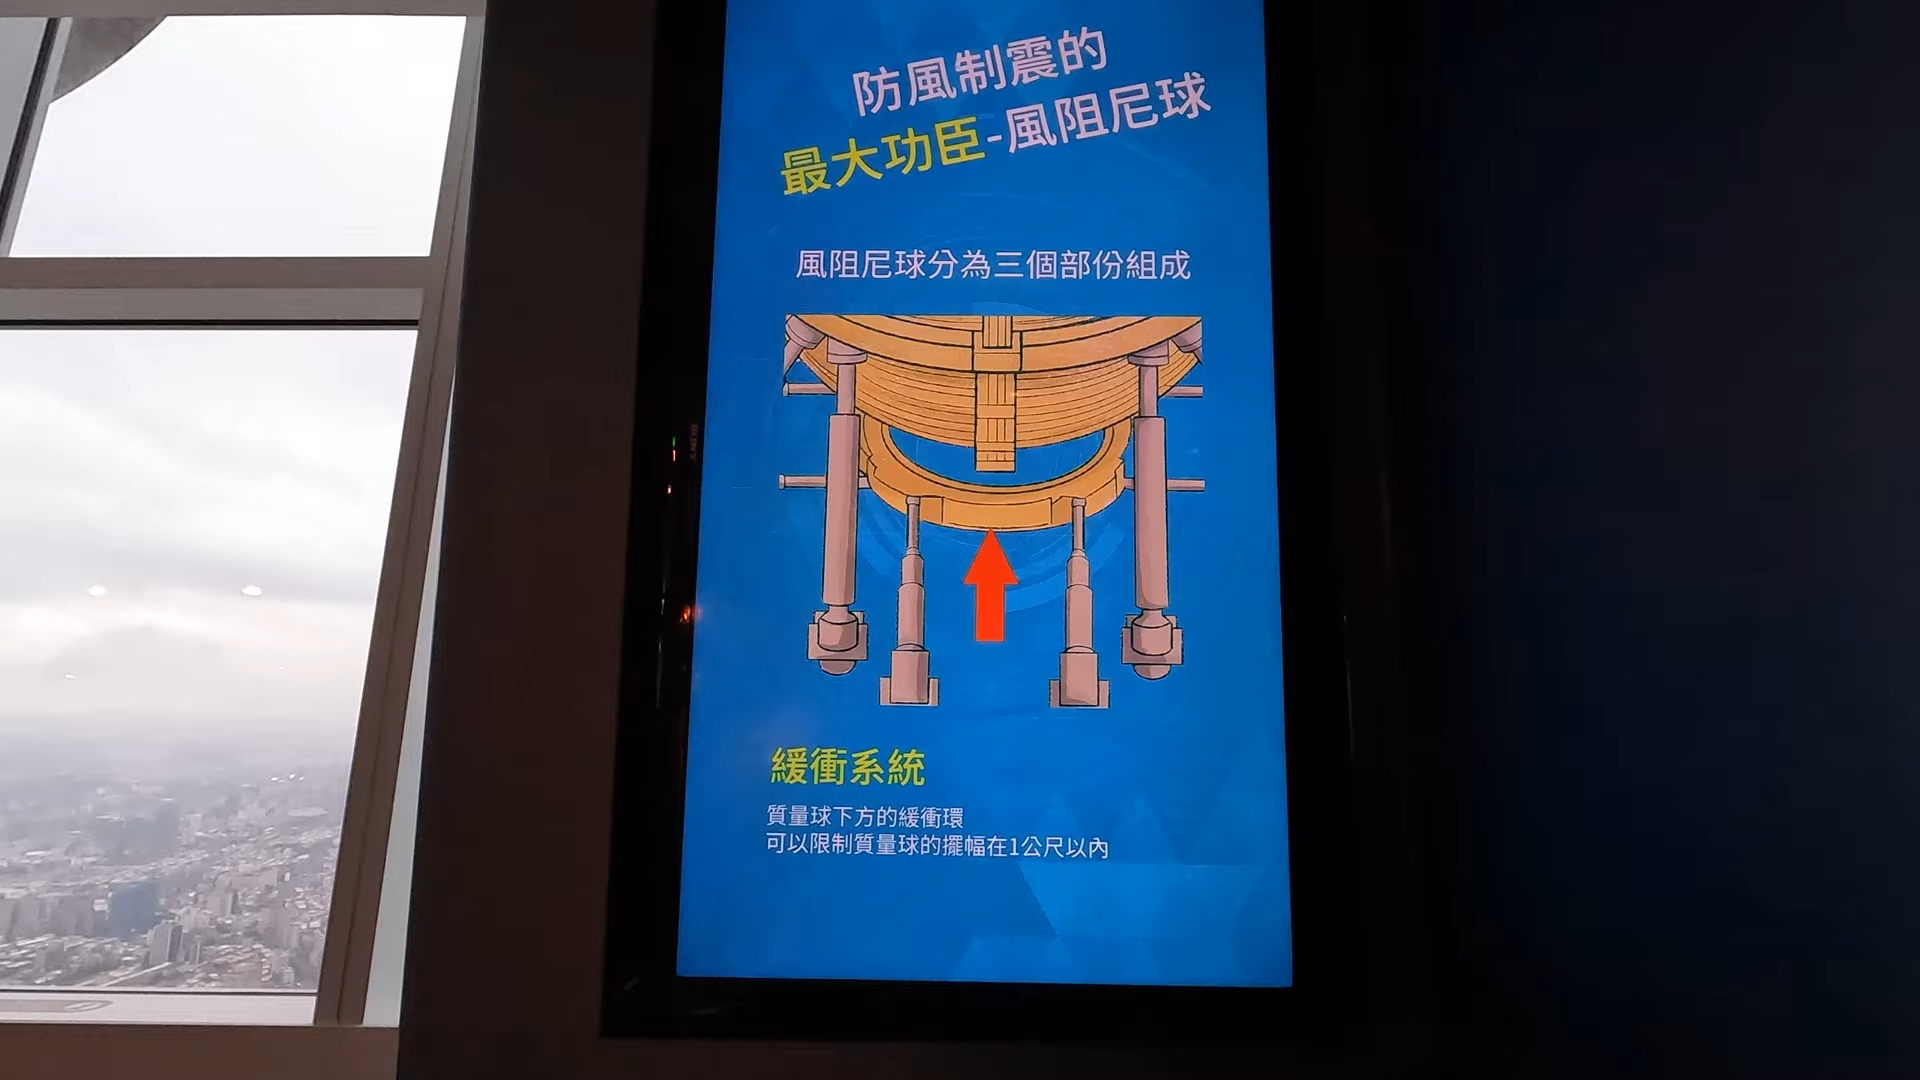 防風制震的
最大功臣-風阻尼球
風阻尼球分為三個部份組成
緩衝系統
質量球下方的緩衝環
可以限制質量球的擺幅在1公尺以內